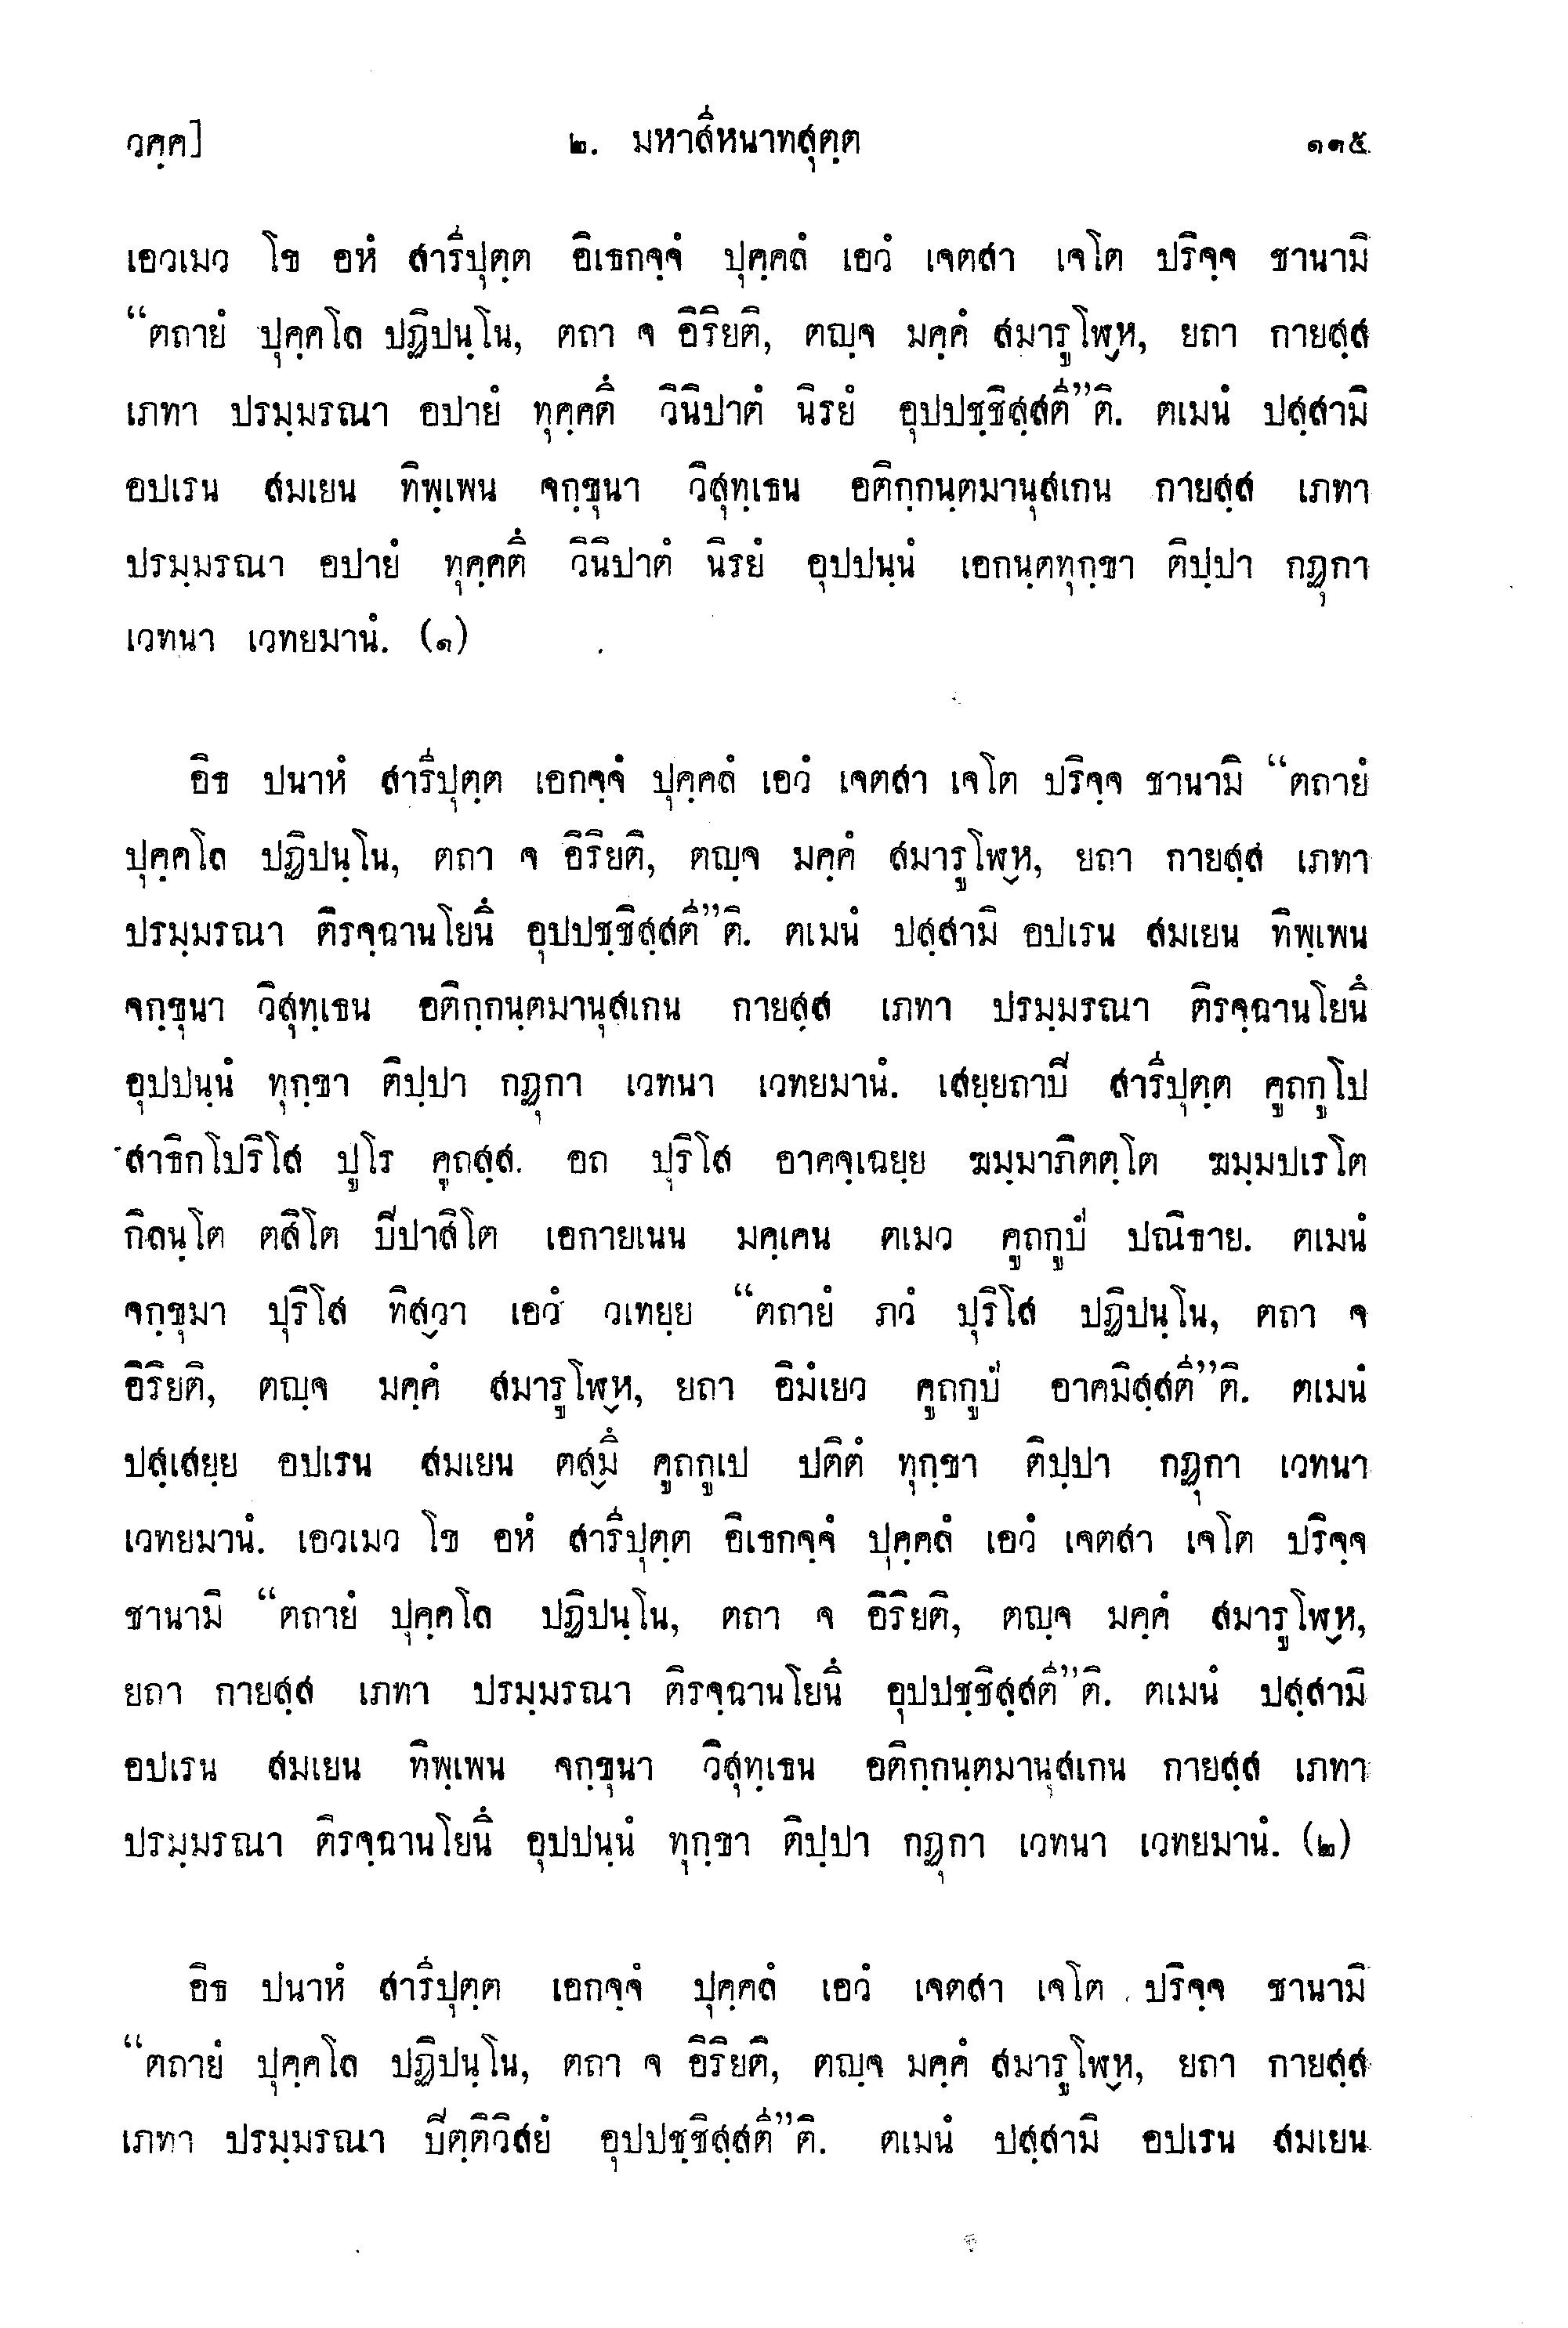 วคฺค]
๒. มหาสีหนาทสุตฺต
๑๓๕
เอวเมว โข อหํ สารีปุตฺต อิเธกจฺจํ ปุคฺคลํ เอวํ เจตสา เจโต ปริจฺจ ชานามิ
“ตถายํ ปุคฺคโล ปฏิปนฺโน, ตถา จ อิริยติ, ตญฺจ มคฺคํ สมารูโฬฺห, ยถา กายสฺส
เภทา ปรมฺมรณา อปายํ ทุคฺคตึ วินิปาตํ นิรยํ อุปปชฺชิสฺสตี”ติ. ตเมนํ ปสฺสามิ
อปเรน สมเยน ทิพฺเพน จกฺขุนา วิสุทฺเธน อติกฺกนฺตมานุสเกน กายสฺส เภทา
ปรมฺมรณา อปายํ ทุคฺคตึ วินิปาตํ นิรยํ อุปปนฺนํ เอกนฺตทุกฺขา ติปฺปา กฏุกา
เวทนา เวทยมานํ. (๑)
อิธ ปนาหํ สารีปุตฺต เอกจฺจํ ปุคฺคลํ เอวํ เจตสา เจโต ปริจฺจ ชานามิ “ตถายํ
ปุคฺคโล ปฏิปนฺโน, ตถา จ อิริยติ, ตญฺจ มคฺคํ สมารูโฬฺห, ยถา กายสฺส เภทา
ปรมฺมรณา ติรจฺฉานโยนึ อุปปชฺชิสฺสตี”ติ. ตเมนํ ปสฺสามิ อปเรน สมเยน ทิพฺเพน
จกฺขุนา วิสุทฺเธน อติกฺกนฺตมานุสเกน กายสฺส เภทา ปรมฺมรณา ติรจฺฉานโยนึ
อุปปนฺนํ ทุกฺขา ติปฺปา กฏุกา เวทนา เวทยมานํ. เสยฺยถาปิ สารีปุตฺต คูถกูโป
สาธิกโปริโส ปูโร คูถสฺส. อถ ปุริโส อาคจฺเฉยฺย ฆมฺมาภิตตฺโต ฆมฺมปเรโต
กิลนฺโต ตสิโต ปิปาสิโต เอกายเนน มคฺเคน ตเมว คูถกูปํ ปณิธาย. ตเมนํ
จกฺขุมา ปุริโส ทิสฺวา เอวํ วเทยฺย “ตถายํ ภวํ ปุริโส ปฏิปนฺโน, ตถา จ
อิริยติ, ตญฺจ มคฺคํ สมารูโฬฺห, ยถา อิมํเยว คูถกูปํ อาคมิสฺสตี”ติ. ตเมนํ
ปสฺเสยฺย อปเรน สมเยน ตสฺมึ คูถกูเป ปติตํ ทุกฺขา ติปฺปา กฏุกา เวทนา
เวทยมานํ. เอวเมว โข อหํ สารีปุตฺต อิเธกจฺจํ ปุคฺคลํ เอวํ เจตสา เจโต ปริจฺจ
ชานามิ “ตถายํ ปุคฺคโล ปฏิปนฺโน, ตถา จ อิริยติ, ตญฺจ มคฺคํ สมารูโฬฺห,
ยถา กายสฺส เภทา ปรมฺมรณา ติรจฺฉานโยนึ อุปปชฺชิสฺสตี”ติ. ตเมนํ ปสฺสามิ
อปเรน สมเยน ทิพฺเพน จกฺขุนา วิสุทฺเธน อติกฺกนฺตมานุสเกน กายสฺส เภทา
ปรมฺมรณา ติรจฺฉานโยนึ อุปปนฺนํ ทุกฺขา ติปฺปา กฏุกา เวทนา เวทยมานํ. (๒)
อิธ ปนาหํ สารีปุตฺต เอกจฺจํ ปุคฺคลํ เอวํ เจตสา เจโต ปริจฺจ ชานามิ
“ตถายํ ปุคฺคโล ปฏิปนฺโน, ตถา จ อิริยติ, ตญฺจ มคฺคํ สมารูโฬฺห, ยถา กายสฺส
เภทา ปรมฺมรณา ปิตฺติวิสยํ อุปปชฺชิสฺสตี”ติ. ตเมนํ ปสฺสามิ อปเรน สมเยน